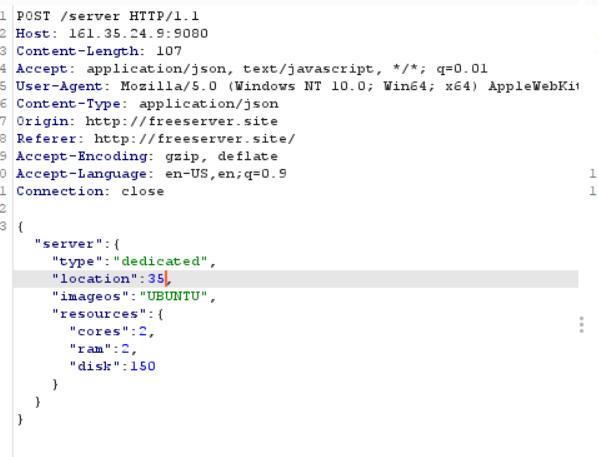 1 POST /server HTTP/1.1
2 Host: 161.35.24.9:9080
3 Content-Length: 107
4 Accept: application/json, text/javascript, */*; q=0.01
5 User-Agent: Mozilla/5.0 (Windows NT 10.0; Win64; x64) AppleWebKit
6 Content-Type: application/json
7 Origin: http://freeserver.site
8 Referer: http://freeserver.site/
9 Accept-Encoding: gzip, deflate
0 Accept-Language: en-US,en;q=0.9 1
1 Connection: close 1
2
3 {
"server":{
"type":"dedicated",
"location":35,
"imageos":"UBUNTU",
"resources":{
"cores":2,
"ram":2,
"disk":150
}
}
}